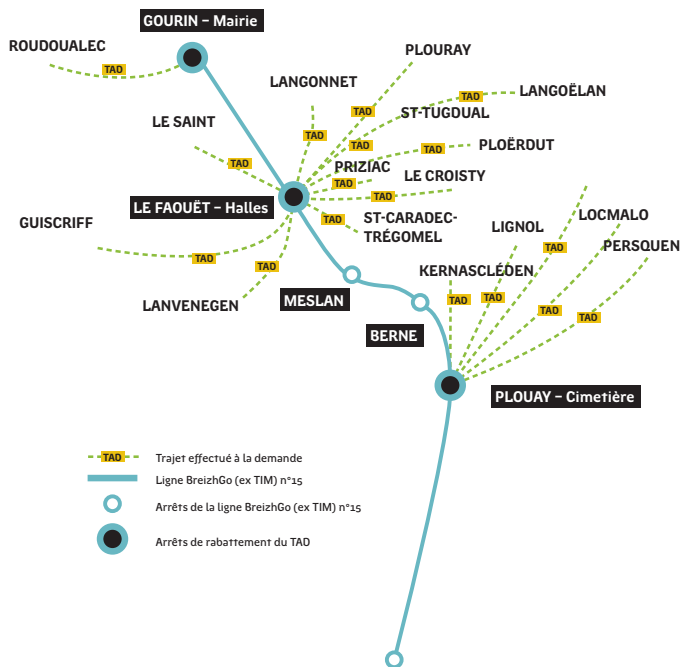 GOURIN – Mairie
ROUDOUALEC
TAD
PLOURAY
LANGONNET
LANGOËLAN
TAD
TAD
ST-TUGDUAL
LE SAINT
TAD
TAD
PLOËRDUT
TAD
TAD
PRIZIAC
LE CROISTY
TAD
TAD
LE FAOUËT – Halles
ST-CARADEC-
TRÉGOMEL
TAD
GUISCRIFF
LIGNOL
LOCMALO
PERSQUEN
TAD
TAD
TAD
KERNASCLÉDEN
LANVENEGEN
MESLAN
TAD
TAD
TAD
TAD
BERNE
PLOUAY – Cimetière
TAD
Trajet effectué à la demande
Ligne BreizhGo (ex TIM) n°15
Arrêts de la ligne BreizhGo (ex TIM) n°15
Arrêts de rabattement du TAD